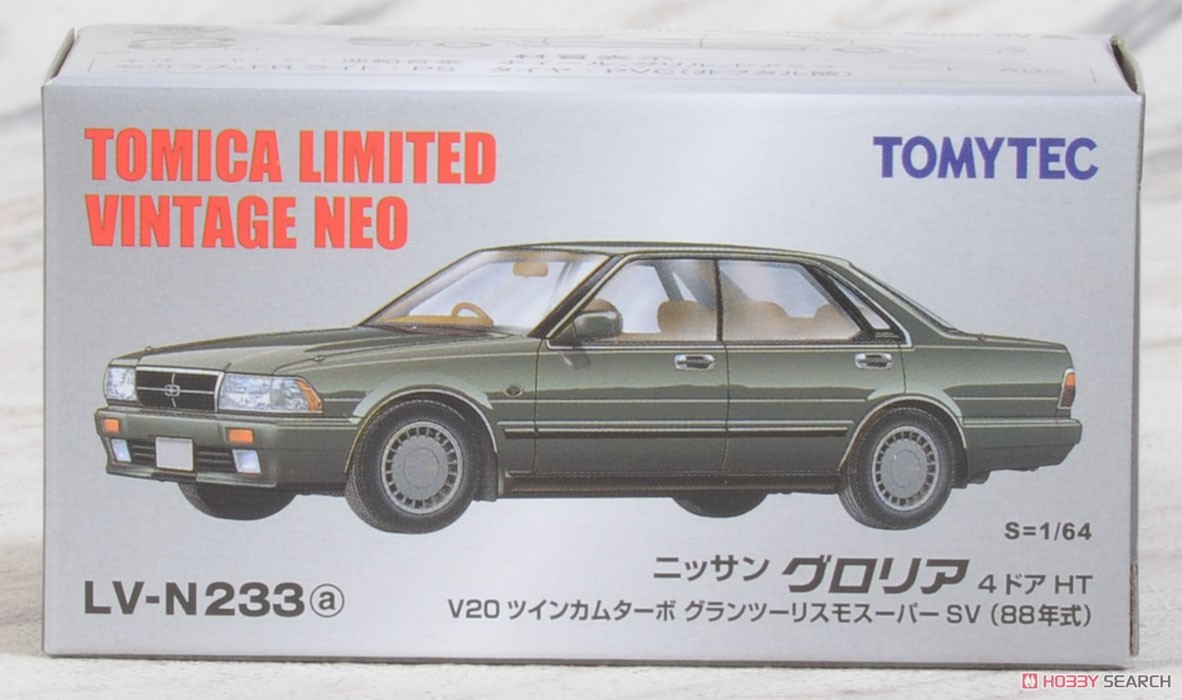 TOMICA LIMITED
VINTAGE NEO
TOMYTEC
S=1/64
ニッサン グロリア 4ドア HT
LV-N233ⓐ
V20 ツインカムターボ グランツーリスモスーパー SV (88年式)
HOBBY SEARCH